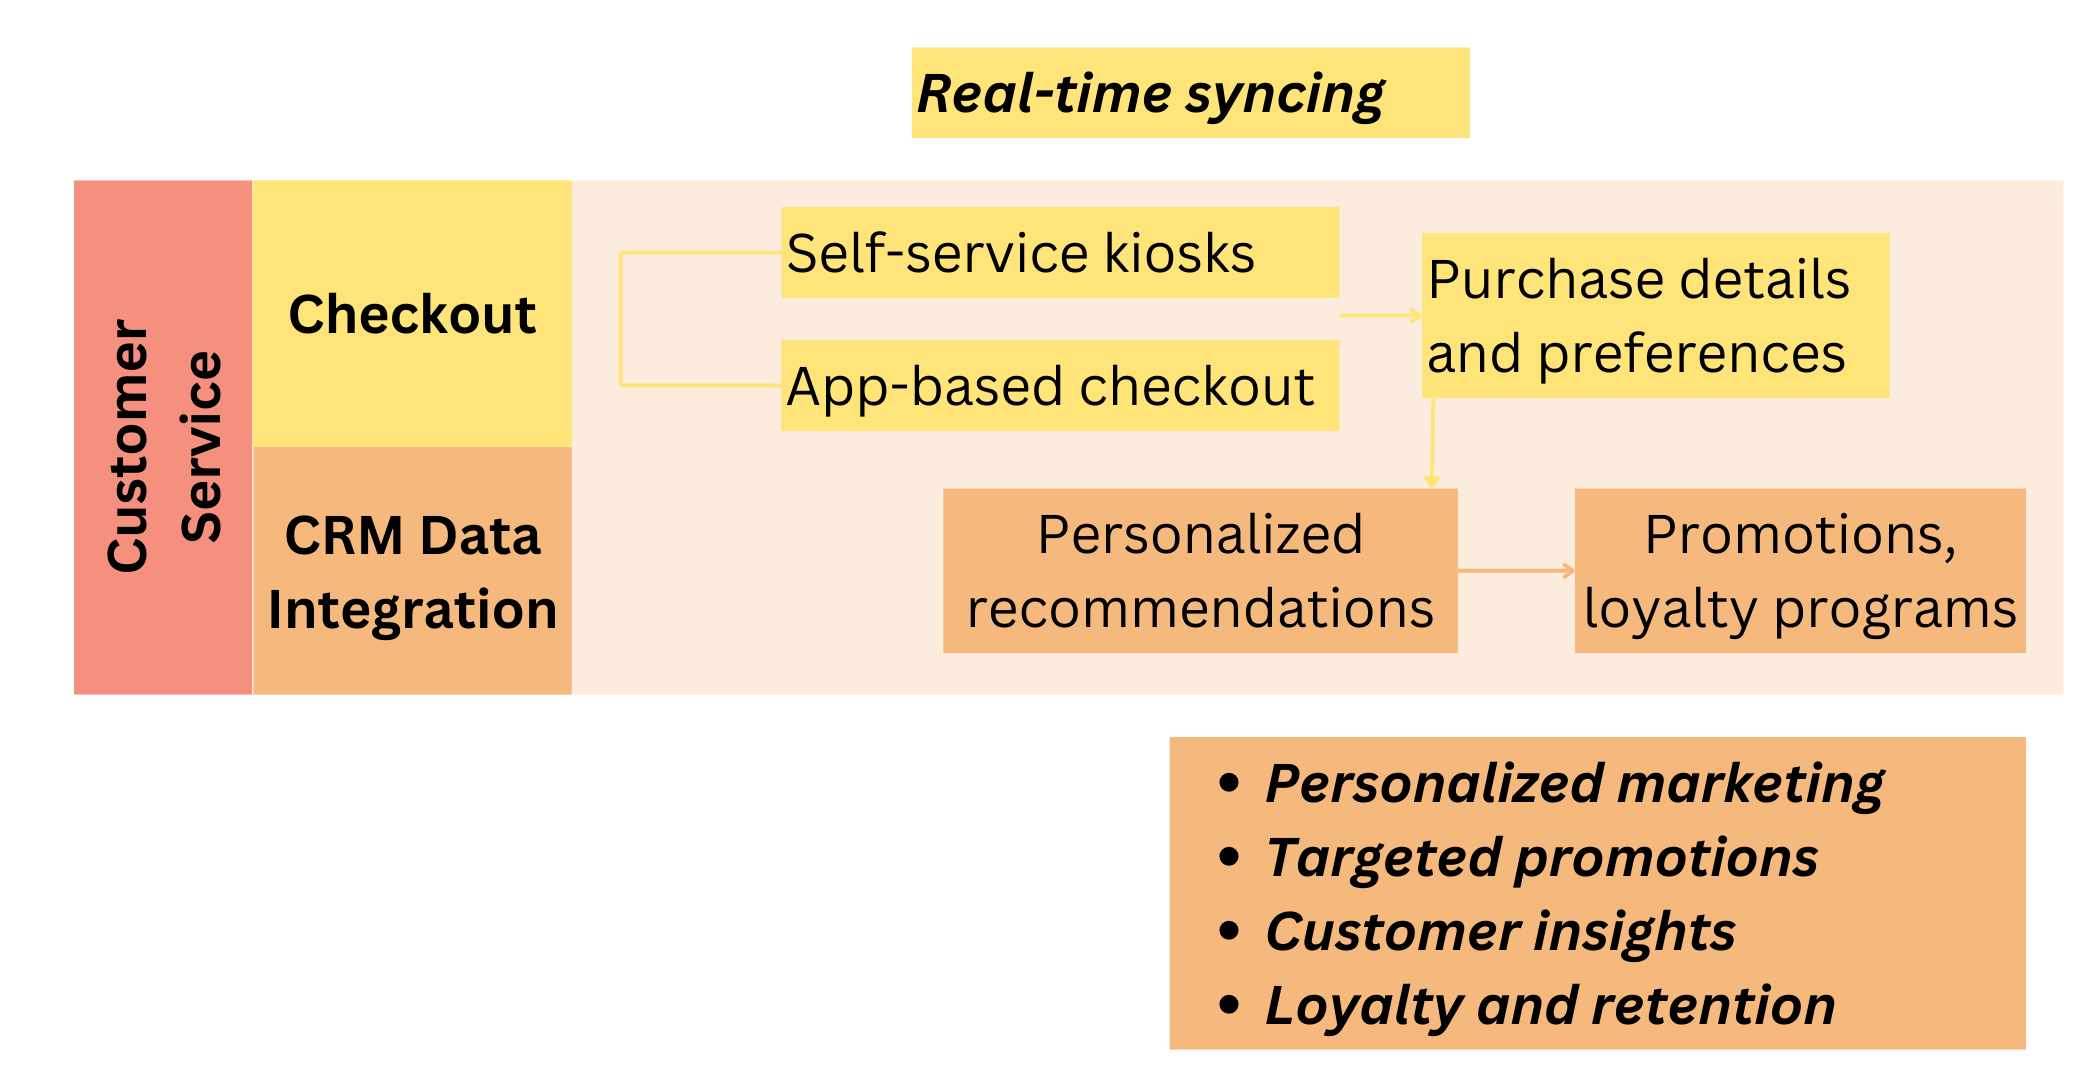 Real-time syncing
Customer
Service
Checkout
Self-service kiosks
App-based checkout
Purchase details
and preferences
CRM Data
Integration
Personalized
recommendations
Promotions,
loyalty programs
• Personalized marketing
• Targeted promotions
• Customer insights
• Loyalty and retention